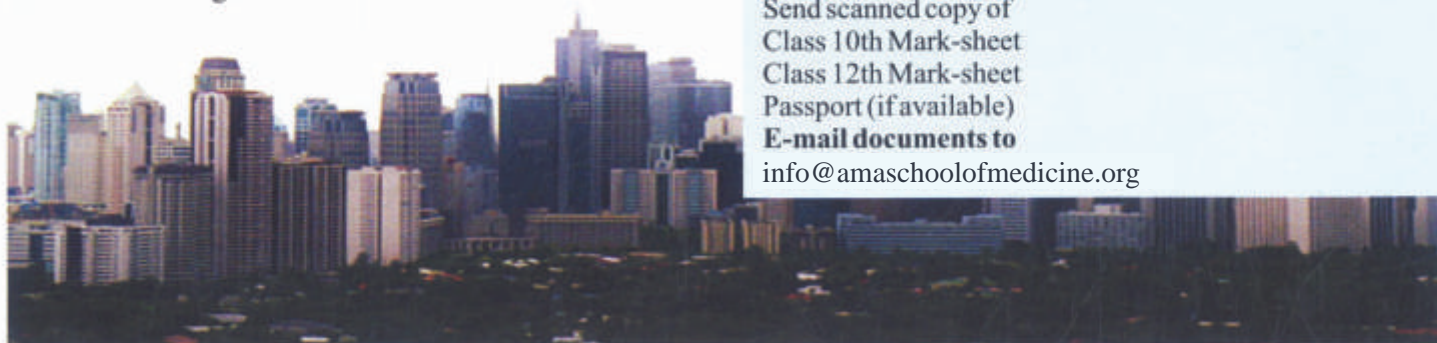 Send scanned copy of
Class 10th Mark-sheet
Class 12th Mark-sheet
Passport (if available)
E-mail documents to
info@amaschoolofmedicine.org